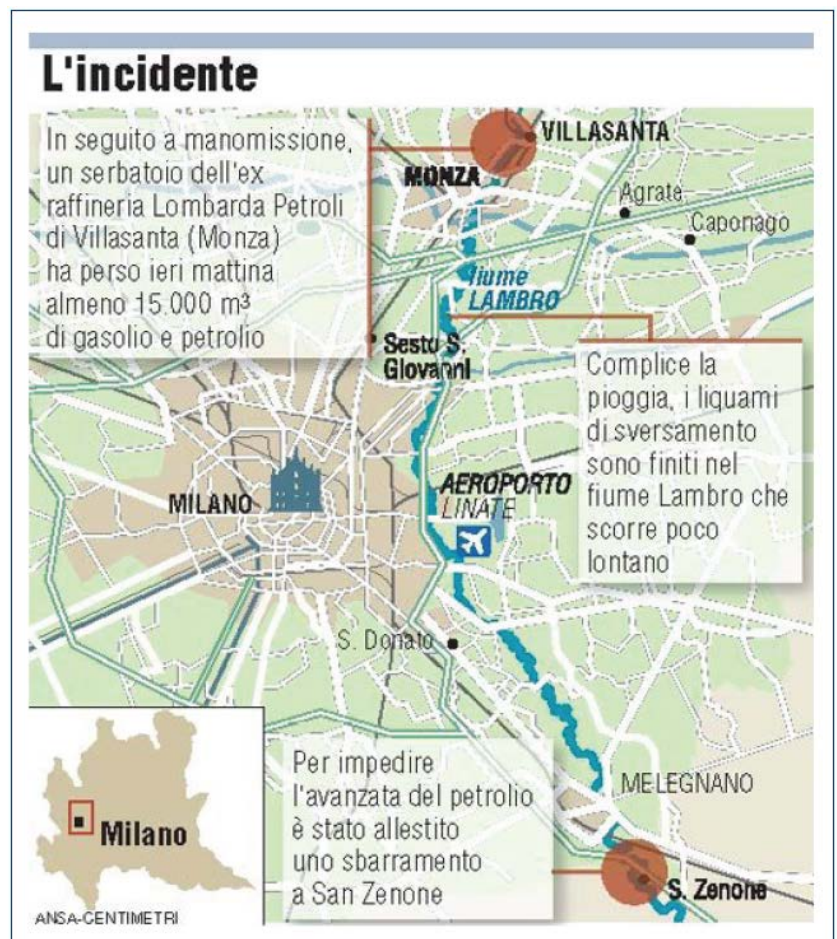 L'incidente
In seguito a manomissione,
un serbatoio dell'ex
raffineria Lombarda Petroli
di Villasanta (Monza)
ha perso ieri mattina
almeno 15.000 m³
di gasolio e petrolio
VILLASANTA
MONZA
Agrate
Caponago
fiume
LAMBRO
Sesto S.
Giovanni
Complice la
pioggia, i liquami
di sversamento
sono finiti nel
fiume Lambro che
scorre poco
lontano
MILANO
AEROPORTO
LINATE
S. Donato
Per impedire
l'avanzata del petrolio
è stato allestito
uno sbarramento
a San Zenone
MELEGNANO
S. Zenone
Milano
ANSA-CENTIMETRI